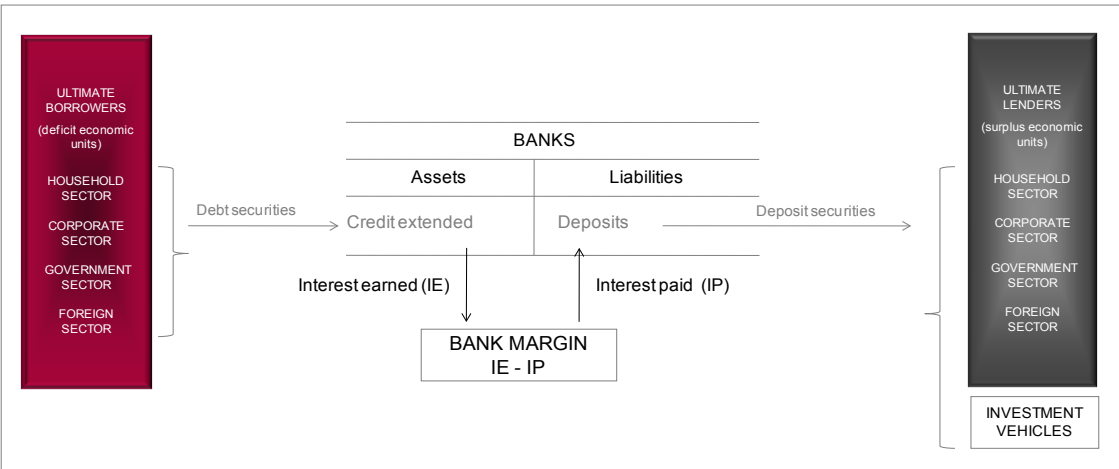 ULTIMATE
BORROWERS
(deficit economic
units)
HOUSEHOLD
SECTOR
CORPORATE
SECTOR
GOVERNMENT
SECTOR
FOREIGN
SECTOR
Debt securities
BANKS
Assets
Liabilities
Credit extended
Deposits
Interest earned (IE)
Interest paid (IP)
BANK MARGIN
IE - IP
Deposit securities
ULTIMATE
LENDERS
(surplus economic
units)
HOUSEHOLD
SECTOR
CORPORATE
SECTOR
GOVERNMENT
SECTOR
FOREIGN
SECTOR
INVESTMENT
VEHICLES